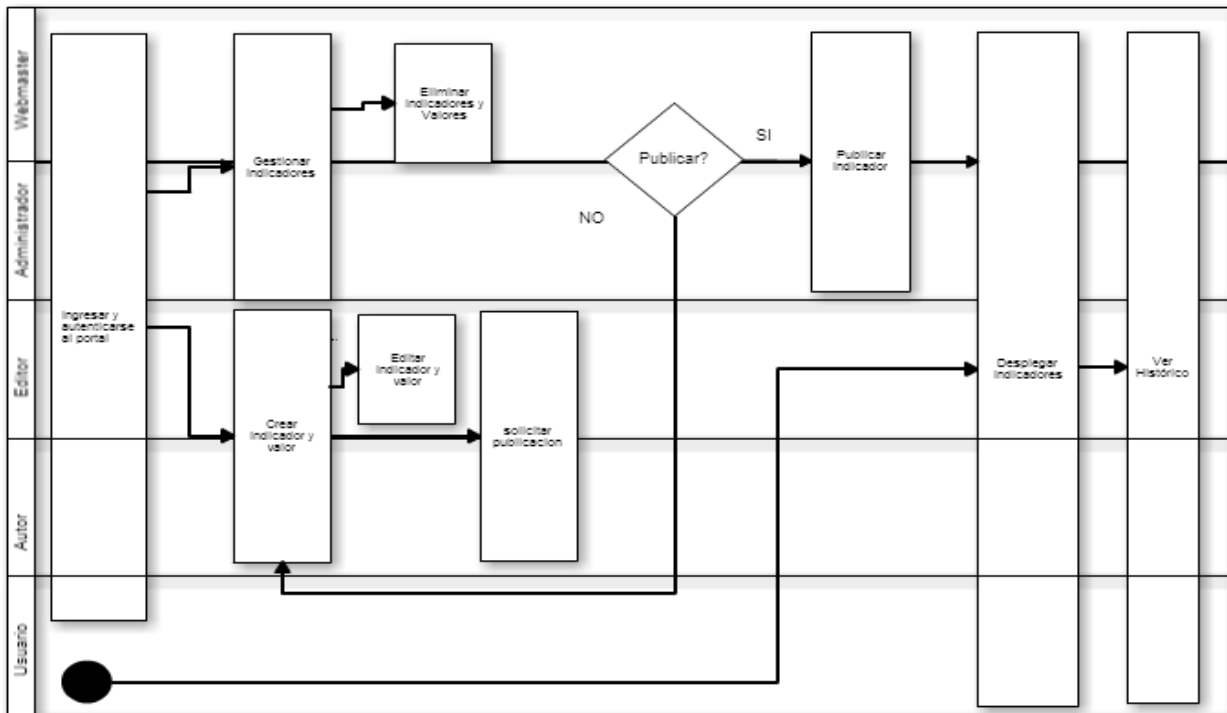 Webmaster
Administrador
Editor
Autor
Usuario
Ingresar y
autenticarse
al portal
Gestionar
Indicadores
Eliminar
Indicadores y
Valores
Publicar?
SI
NO
Publicar
Indicador
Crear
Indicador y
valor
..
Editar
Indicador y
valor
solicitar
publicacion
Desplegar
Indicadores
Ver
Histórico